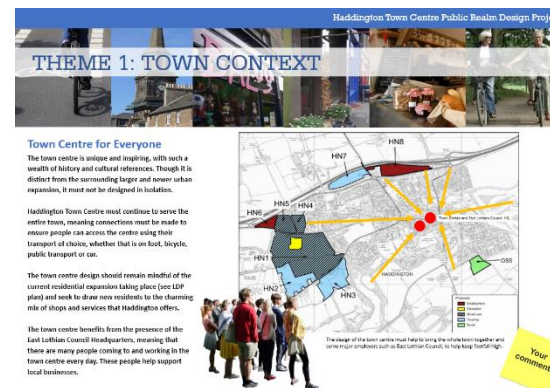 Haddington Town Centre Public Realm Design Proj
THEME 1: TOWN CONTEXT
Town Centre for Everyone
The town centre is unique and inspiring, with such a
wealth of history and cultural references. Though it is
distinct from the surrounding larger and newer urban
expansion, it must not be designed in isolation.
Haddington Town Centre must continue to serve the
entire town, meaning connections must be made to
ensure people can access the centre using their
transport of choice, whether that is on foot, bicycle,
public transport or car.
The town centre design should remain mindful of the
current residential expansion taking place (see LDP
plan) and seek to draw new residents to the charming
mix of shops and services that Haddington offers.
The town centre benefits from the presence of the
East Lothian Council Headquarters, meaning that
there are many people coming to and working in the
town centre every day. These people help support
local businesses.
HN8
HN7
HN5
HN4
HN6
Town Centre and East Lothian Council HQ
HN1
HADDINGTON
OS5
HN2
HN3
The design of the town centre must help to bring the whole town together and
serve major employers, such as East Lothian Council, to help keep footfall high.
Your
commen